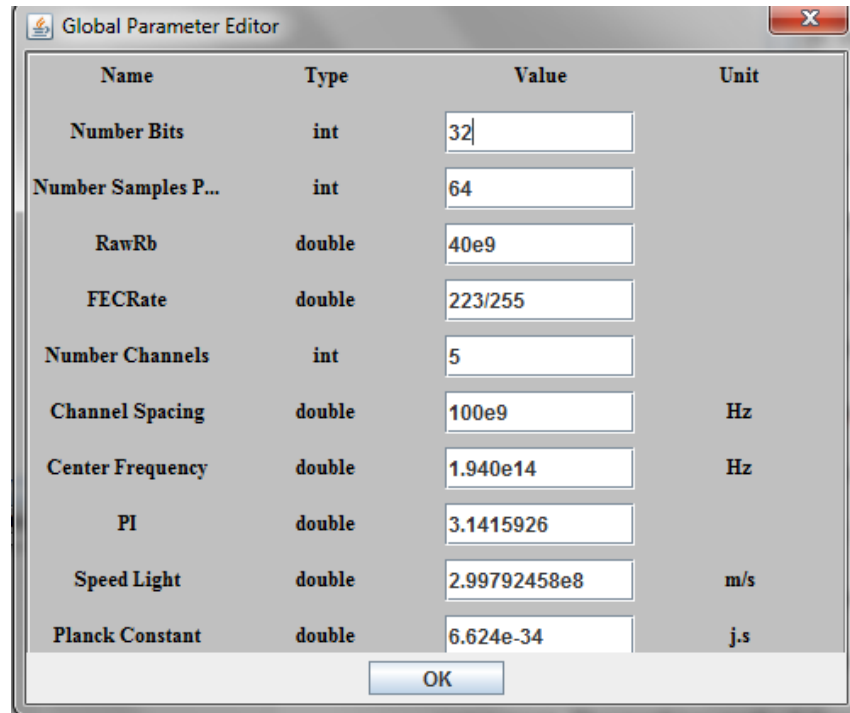 Global Parameter Editor
Name Type Value Unit
Number Bits int 32
Number Samples P... int 64
RawRb double 40e9
FECRate double 223/255
Number Channels int 5
Channel Spacing double 100e9 Hz
Center Frequency double 1.940e14 Hz
PI double 3.1415926
Speed Light double 2.99792458e8 m/s
Planck Constant double 6.624e-34 j.s
OK